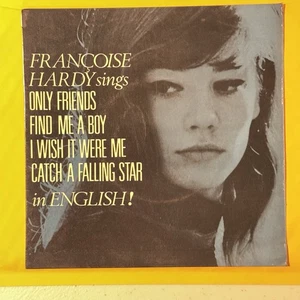 FRANÇOISE
HARDY sings
ONLY FRIENDS
FIND ME A BOY
I WISH IT WERE ME
CATCH A FALLING STAR
in ENGLISH!